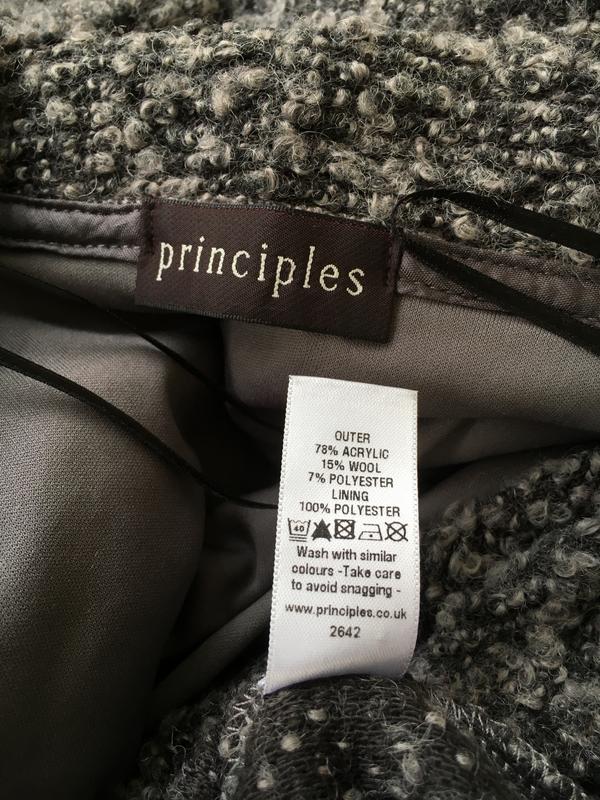 principles
OUTER
78% ACRYLIC
15% WOOL
7% POLYESTER
LINING
100% POLYESTER
40
Wash with similar
colours -Take care
to avoid snagging -
www.principles.co.uk
2642